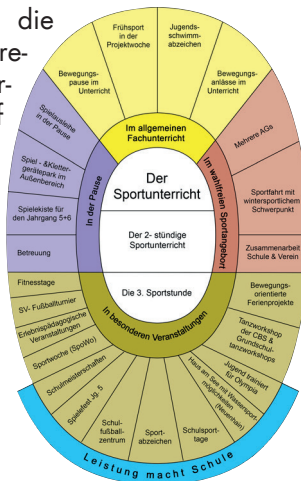 die
re-
r-
f
Frühsport
in der
Projektwoche
Jugend-
schwimm-
abzeichen
Bewegungs-
pause im
Unterricht
Bewegungs-
anlässe im
Unterricht
Im allgemeinen
Fachunterricht
Spielausleihe
in der Pause
Spiel -&Kletter-
gerätepark im
Außenbereich
Spielekiste für
den Jahrgang 5+6
Betreuung
In der Pause
Der
Sportunterricht
Der 2- stündige
Sportunterricht
Die 3. Sportstunde
Im wahlfreien Sportangebot
Mehrere AGs
Sportfahrt mit
wintersportlichem
Schwerpunkt
Zusammenarbeit
Schule & Verein
In besonderen Veranstaltungen
Fitnesstage
SV- Fußballturnier
Erlebnispädagogische
Veranstaltungen
Sportwoche (SpoWo)
Schulmeisterschaften
Spielefest Jg. 5
Schul-
fußball-
zentrum
Sport-
abzeichen
Schulsport-
tage
Haus am See mit Wassersport-
möglichkeiten
(Niesenhain)
Jugend trainiert
für Olympia
Tanzworkshop
der CBS &
Grundschul-
tanzworkshops
Bewegungs-
orientierte
Ferienprojekte
Leistung macht Schule